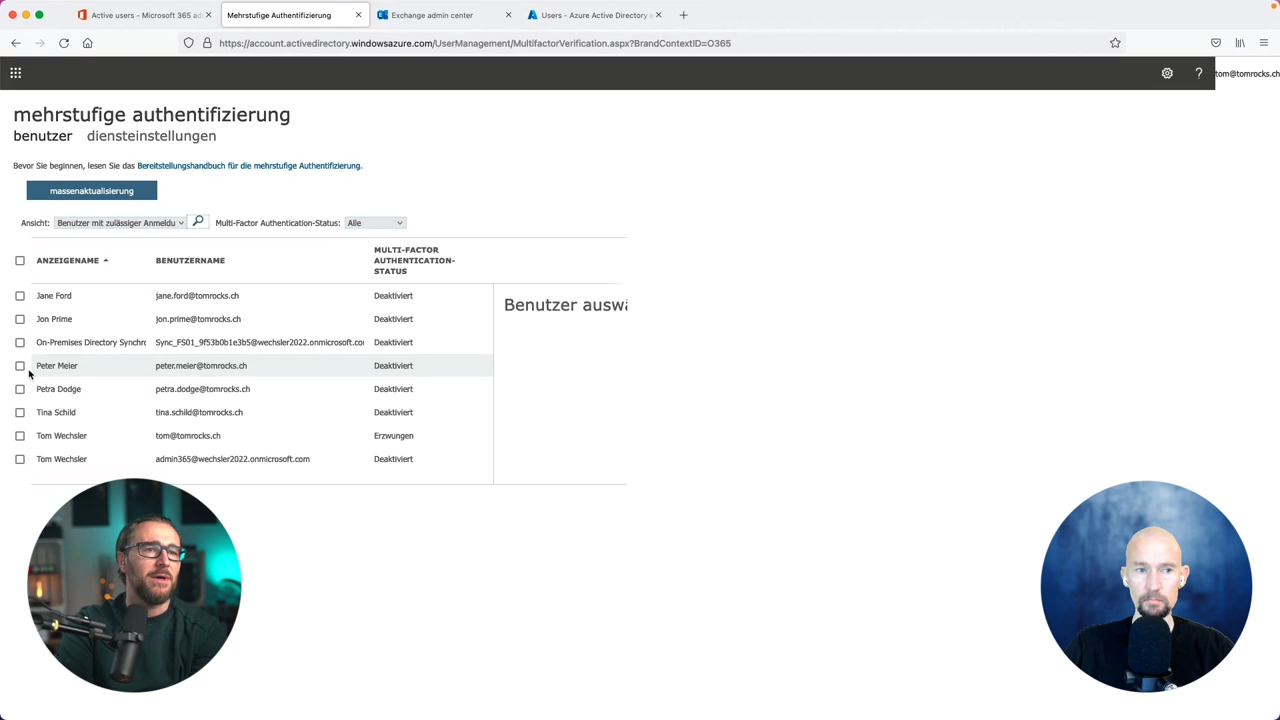 Active users - Microsoft 365 ad
Mehrstufige Authentifizierung
Exchange admin center
Users - Azure Active Directory a
https://account.activedirectory.windowsazure.com/UserManagement/MultifactorVerification.aspx?BrandContextID=O365
tom@tomrocks.ch
mehrstufige authentifizierung
benutzer diensteinstellungen
Bevor Sie beginnen, lesen Sie das Bereitstellungshandbuch für die mehrstufige Authentifizierung.
massenaktualisierung
Ansicht: Benutzer mit zulässiger Anmeldu Multi-Factor Authentication-Status: Alle
ANZEIGENAME BENUTZERNAME MULTI-FACTOR
AUTHENTICATION-
STATUS
Jane Ford jane.ford@tomrocks.ch Deaktiviert
Jon Prime jon.prime@tomrocks.ch Deaktiviert
On-Premises Directory Synchr Sync_FS01_9f53b0b1e3b5@wechsler2022.onmicrosoft.co Deaktiviert
Peter Meier peter.meier@tomrocks.ch Deaktiviert
Petra Dodge petra.dodge@tomrocks.ch Deaktiviert
Tina Schild tina.schild@tomrocks.ch Deaktiviert
Tom Wechsler tom@tomrocks.ch Erzwungen
Tom Wechsler admin365@wechsler2022.onmicrosoft.com Deaktiviert
Benutzer auswä